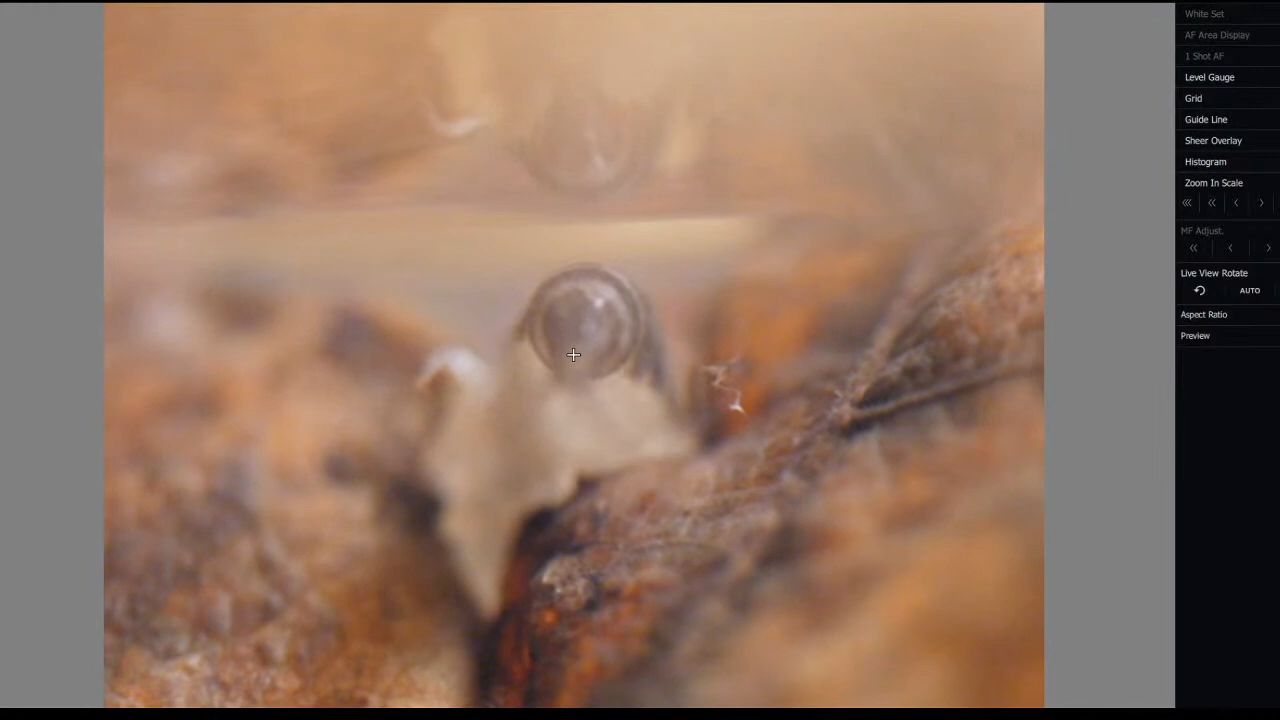 White Set
AF Area Display
1 Shot AF
Level Gauge
Grid
Guide Line
Sheer Overlay
Histogram
Zoom In Scale
MF Adjust.
Live View Rotate
AUTO
Aspect Ratio
Preview